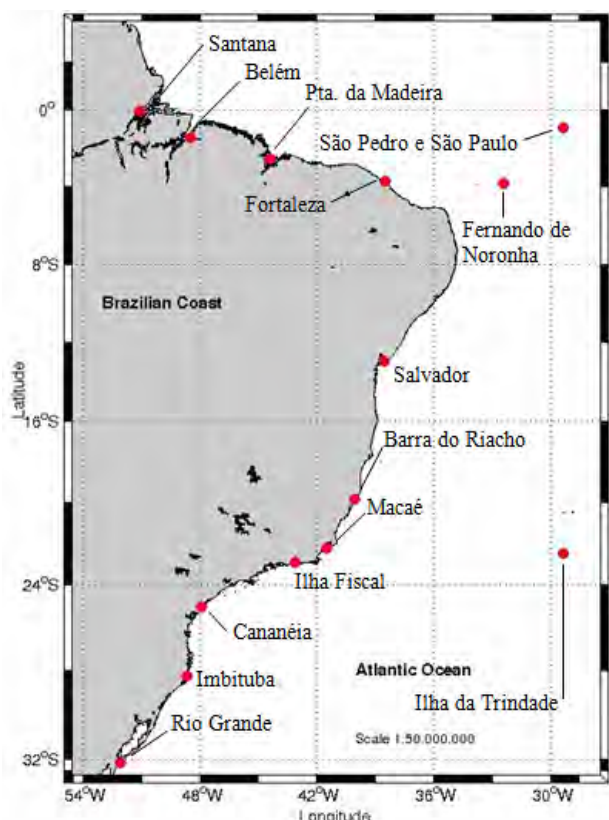 Santana
Belém
Pta. da Madeira
0°
São Pedro e São Paulo
Fortaleza
Fernando de
Noronha
8°S
Brazilian Coast
Latitude
Salvador
16°S
Barra do Riacho
Macaé
24°S
Ilha Fiscal
Cananéia
Atlantic Ocean
Imbituba
Ilha da Trindade
Rio Grande
Scale 1:50.000.000
32°S
54°W
48°W
42°W
36°W
30°W
Longitude